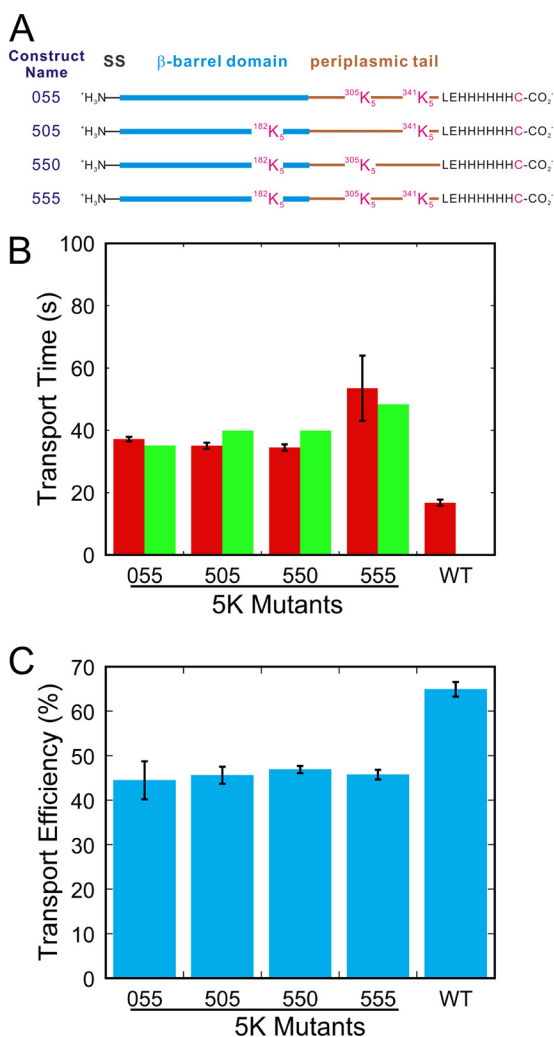 A
Construct Name SS β-barrel domain periplasmic tail
055 ⁺H₃N ³⁰⁵K₅ ³⁴¹K₅ LEHHHHHHC-CO₂⁻
505 ⁺H₃N ¹⁸²K₅ ³⁴¹K₅ LEHHHHHHC-CO₂⁻
550 ⁺H₃N ¹⁸²K₅ ³⁰⁵K₅ LEHHHHHHC-CO₂⁻
555 ⁺H₃N ¹⁸²K₅ ³⁰⁵K₅ ³⁴¹K₅ LEHHHHHHC-CO₂⁻
B
Transport Time (s)
100
80
60
40
20
0
055 505 550 555 WT
5K Mutants
C
Transport Efficiency (%)
70
60
50
40
30
20
10
0
055 505 550 555 WT
5K Mutants